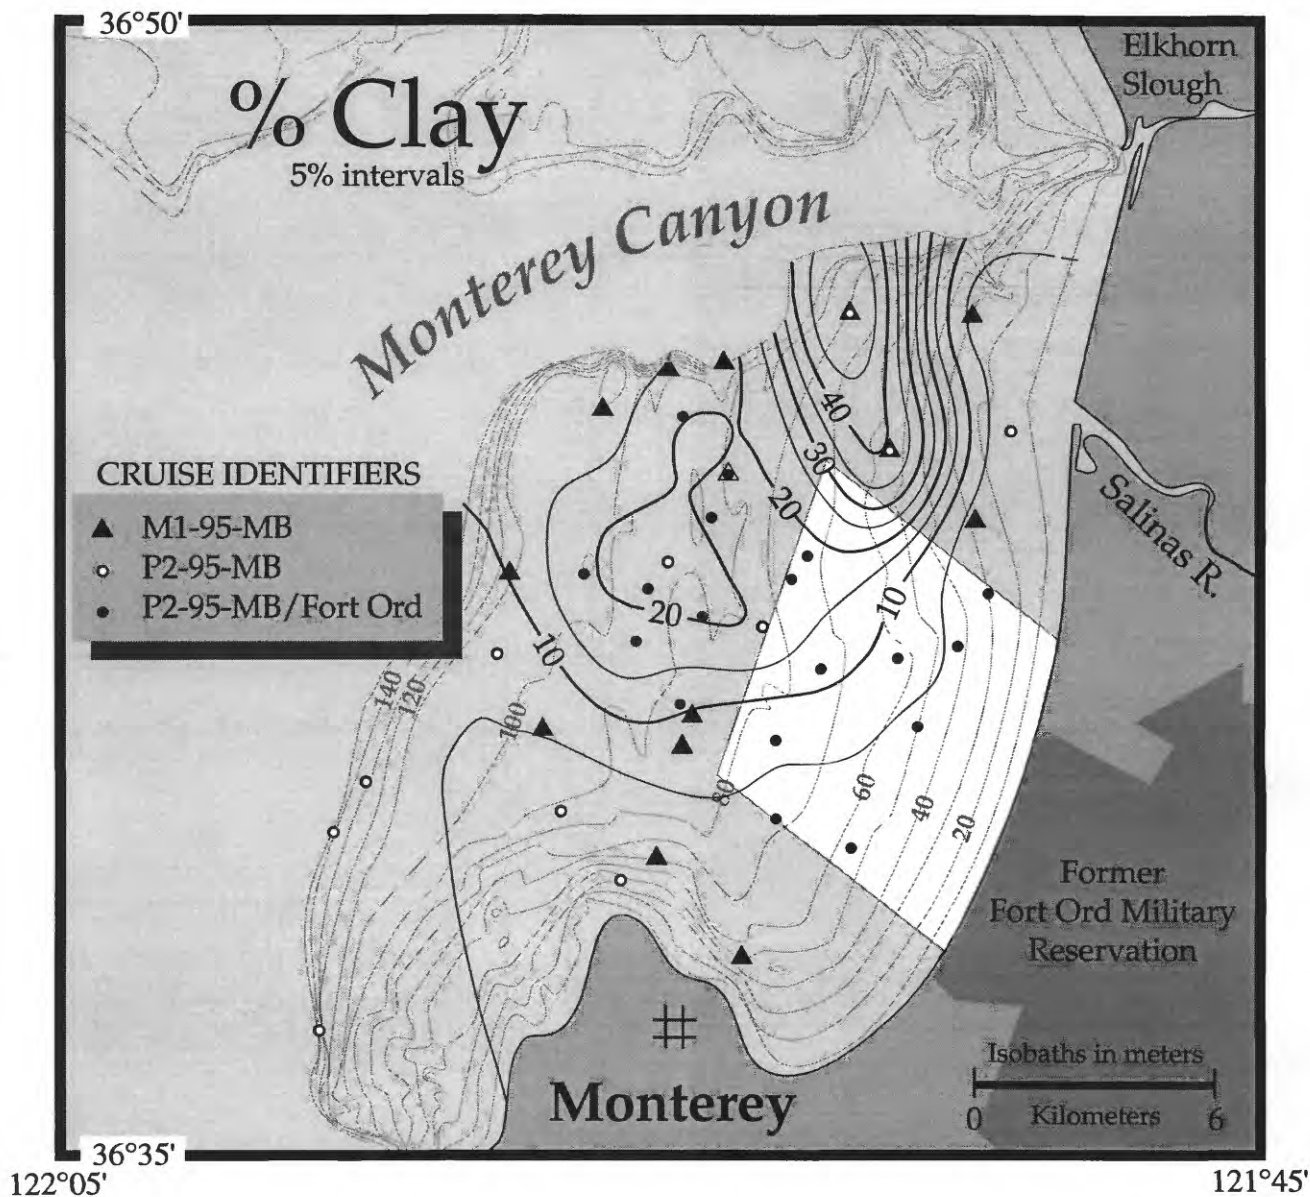 36°50'
Elkhorn
Slough
% Clay
5% intervals
Monterey Canyon
40
30
20
CRUISE IDENTIFIERS
M1-95-MB
P2-95-MB
P2-95-MB/Fort Ord
Salinas R.
20
10
10
140
120
100
80
60
40
20
Former
Fort Ord Military
Reservation
Isobaths in meters
0 Kilometers 6
Monterey
36°35'
122°05'
121°45'